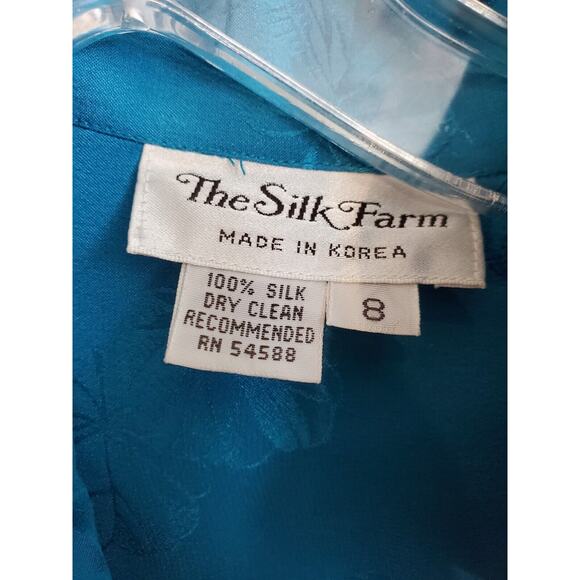 The Silk Farm
MADE IN KOREA
100% SILK
DRY CLEAN
RECOMMENDED
RN 54588
8